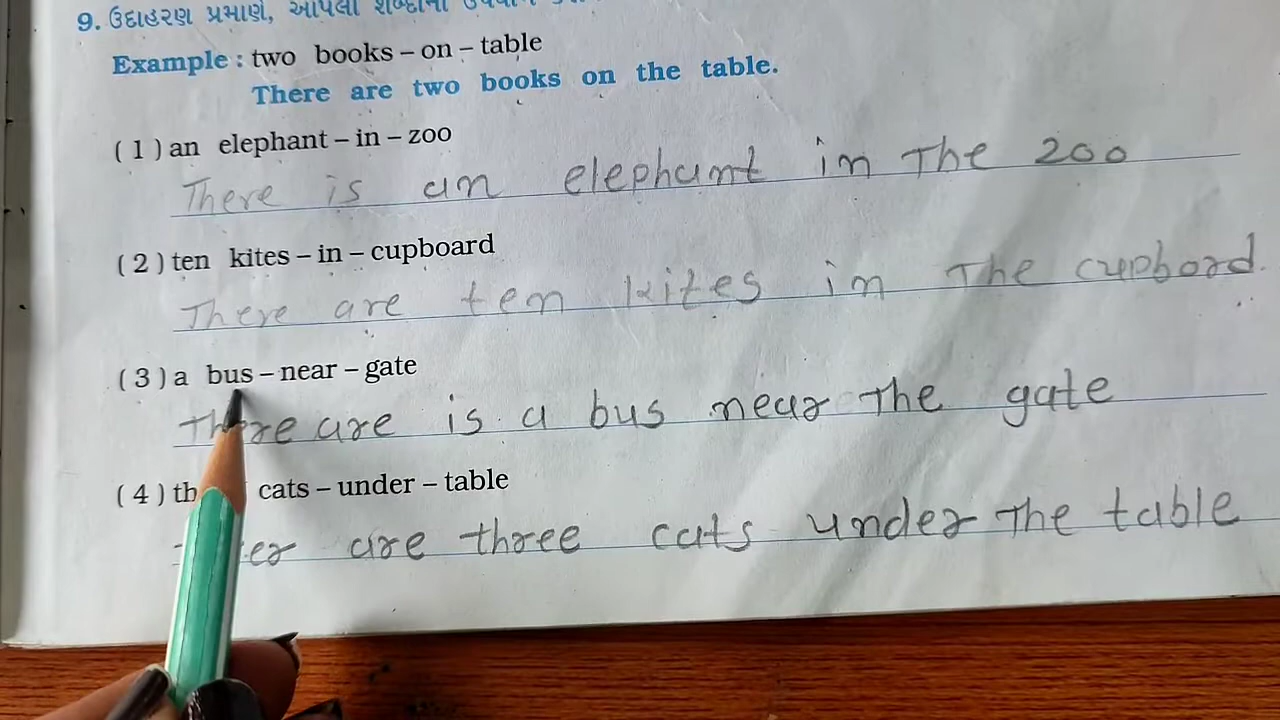 9. ઉદાહરણ પ્રમાણે, આપેલા શબ્દોનો ઉપયોગ
Example : two books – on – table
There are two books on the table.
( 1 ) an elephant – in – zoo
There is an elephant in The zoo
( 2 ) ten kites – in – cupboard
There are ten kites in The cupbord.
( 3 ) a bus – near – gate
are is a bus near The gate
( 4 ) cats – under – table
are three cats under The table